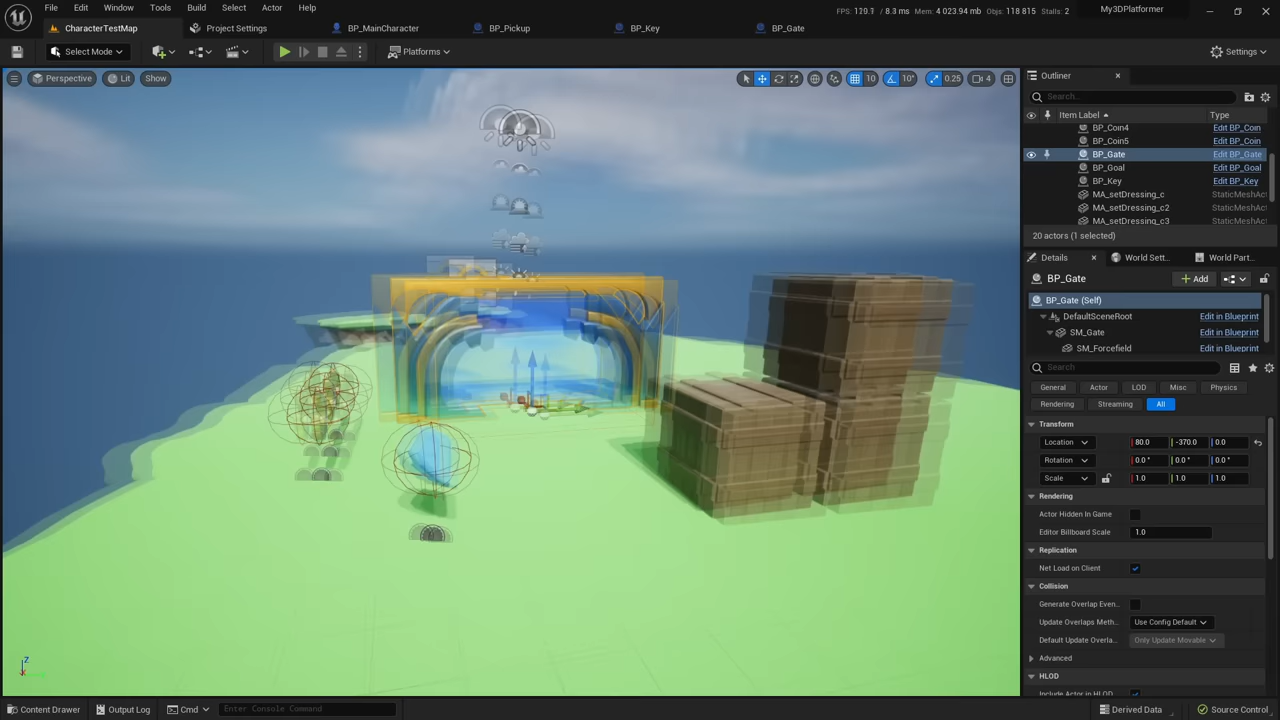 File Edit Window Tools Build Select Actor Help
FPS: 120.1 / 8.3 ms Mem: 4 023.94 mb Objs: 118 815 Stalls: 2
My3DPlatformer
CharacterTestMap Project Settings BP_MainCharacter BP_Pickup BP_Key BP_Gate
Select Mode Platforms Settings
Perspective Lit Show 10 10° 0.25 4
Outliner
Search...
Item Label Type
BP_Coin4 Edit BP_Coin
BP_Coin5 Edit BP_Coin
BP_Gate Edit BP_Gate
BP_Goal Edit BP_Goal
BP_Key Edit BP_Key
MA_setDressing_c StaticMeshAct
MA_setDressing_c2 StaticMeshAct
MA_setDressing_c3 StaticMeshAct
20 actors (1 selected)
Details World Sett... World Part...
BP_Gate Add
BP_Gate (Self)
DefaultSceneRoot Edit in Blueprint
SM_Gate Edit in Blueprint
SM_Forcefield Edit in Blueprint
Search
General Actor LOD Misc Physics
Rendering Streaming All
Transform
Location 80.0 -370.0 0.0
Rotation 0.0 ° 0.0 ° 0.0 °
Scale 1.0 1.0 1.0
Rendering
Actor Hidden In Game
Editor Billboard Scale 1.0
Replication
Net Load on Client
Collision
Generate Overlap Even...
Update Overlaps Meth... Use Config Default
Default Update Overla... Only Update Movable
Advanced
HLOD
Include Actor in HLOD
Z
X
Content Drawer Output Log Cmd Enter Console Command Derived Data Source Control